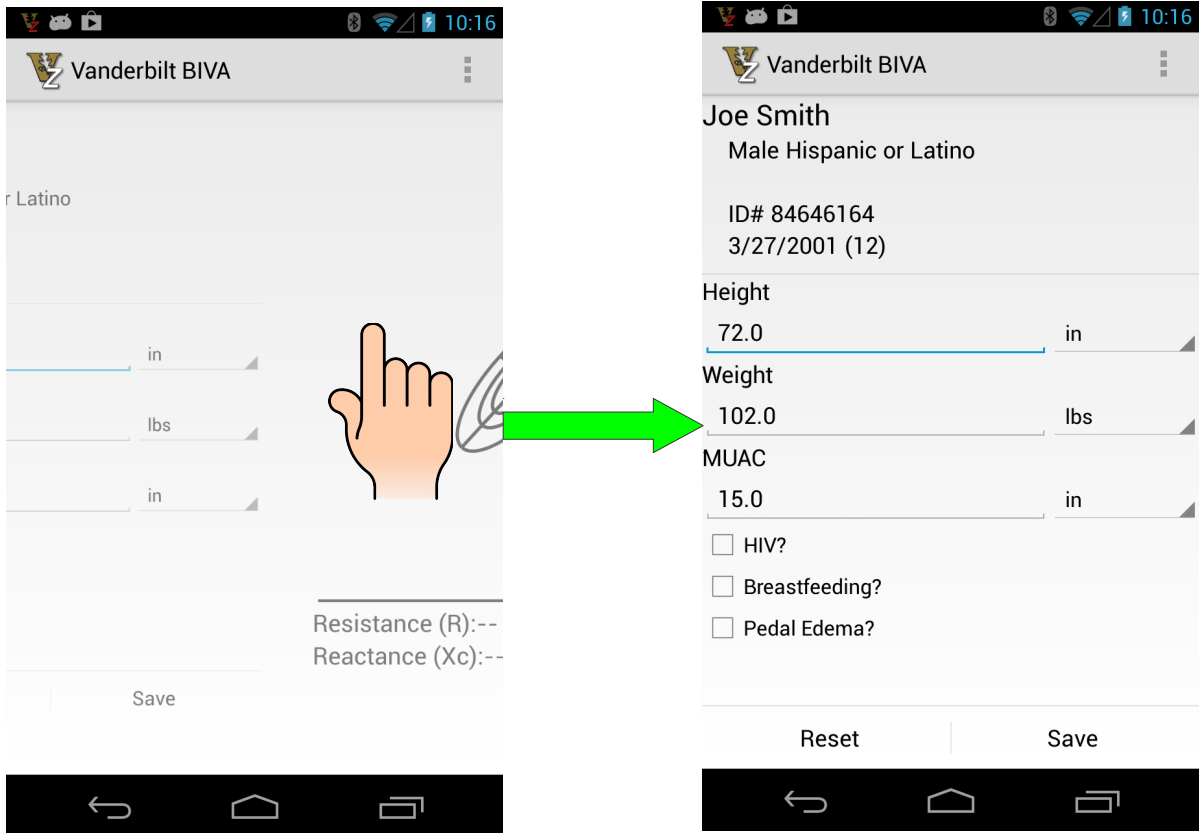 10:16
Vanderbilt BIVA
r Latino
in
lbs
in
Resistance (R):--
Reactance (Xc):--
Save
10:16
Vanderbilt BIVA
Joe Smith
Male Hispanic or Latino
ID# 84646164
3/27/2001 (12)
Height
72.0 in
Weight
102.0 lbs
MUAC
15.0 in
HIV?
Breastfeeding?
Pedal Edema?
Reset Save